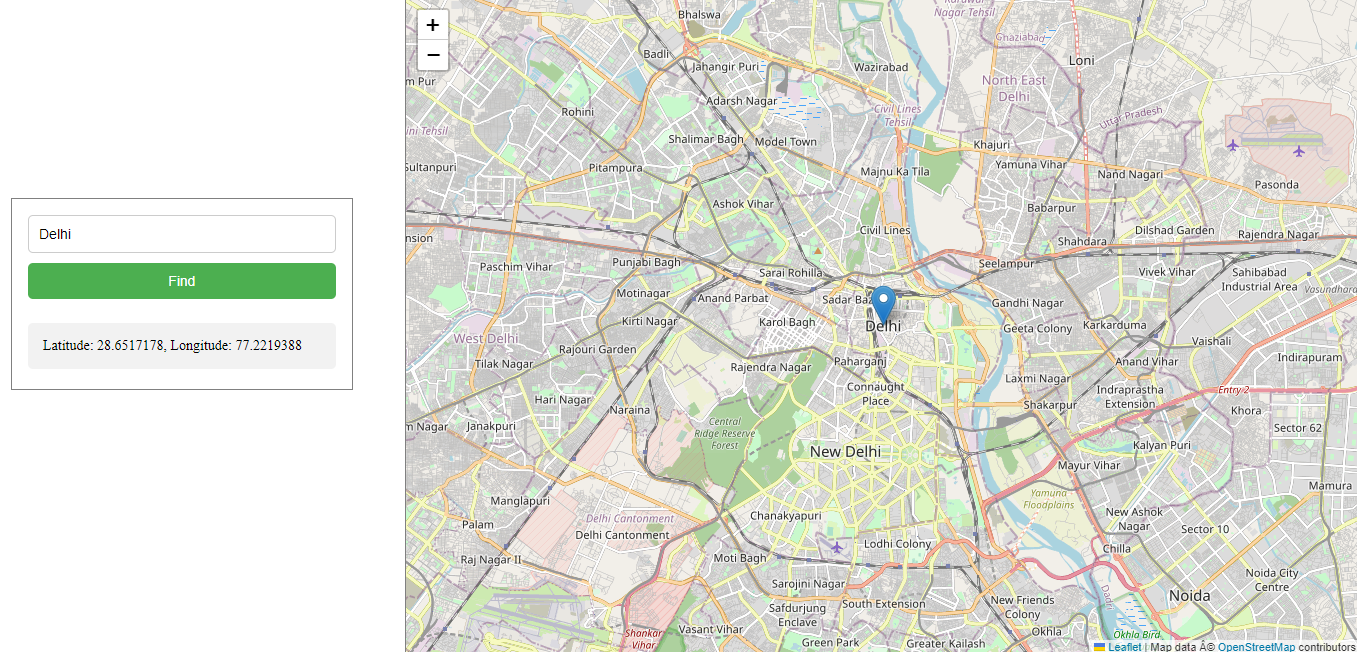 Delhi
Find
Latitude: 28.6517178, Longitude: 77.2219388
+
−
Bhalswa
Karawar
Nagar Tehsil
Ghaziabad
Badli
Loni
Jahangir Puri
Wazirabad
m Pur
North East
Delhi
Adarsh Nagar
Rohini
Civil Lines
Tehsil
Uttar Pradesh
ini Tehsil
Shalimar Bagh
Model Town
Khajuri
Sultanpuri
Pitampura
Majnu Ka Tila
Yamuna Vihar
Nand Nagari
Pasonda
Ashok Vihar
Babarpur
nsion
Civil Lines
Dilshad Garden
Rajendra Nagar
Shahdara
Paschim Vihar
Punjabi Bagh
Sarai Rohilla
Seelampur
Vivek Vihar
Sahibabad
Industrial Area
Motinagar
Anand Parbat
Sadar Baz
Gandhi Nagar
Vasundhara
Kirti Nagar
Karol Bagh
Delhi
Geeta Colony
Karkarduma
West Delhi
Vaishali
Rajouri Garden
Indirapuram
Tilak Nagar
Rajendra Nagar
Paharganj
Anand Vihar
Connaught
Place
Laxmi Nagar
Indraprastha
Extension
Entry 2
Hari Nagar
Naraina
Shakarpur
Khora
m Nagar
Janakpuri
Central
Ridge Reserve
Forest
Sector 62
New Delhi
Kalyan Puri
Mayur Vihar
Mamura
Manglapuri
Yamuna
Floodplains
Palam
Delhi Cantonment
Delhi Cantonment
Chanakyapuri
New Ashok
Nagar
Sector 10
Raj Nagar II
Moti Bagh
Lodhi Colony
Chilla
Sarojini Nagar
Noida City
Centre
Safdurjung
Enclave
South Extension
New Friends
Colony
Dadri
Noida
Shankar
Vihar
Vasant Vihar
Green Park
Greater Kailash
Okhla
Okhla Bird
Leaflet | Map data Â© OpenStreetMap contributors